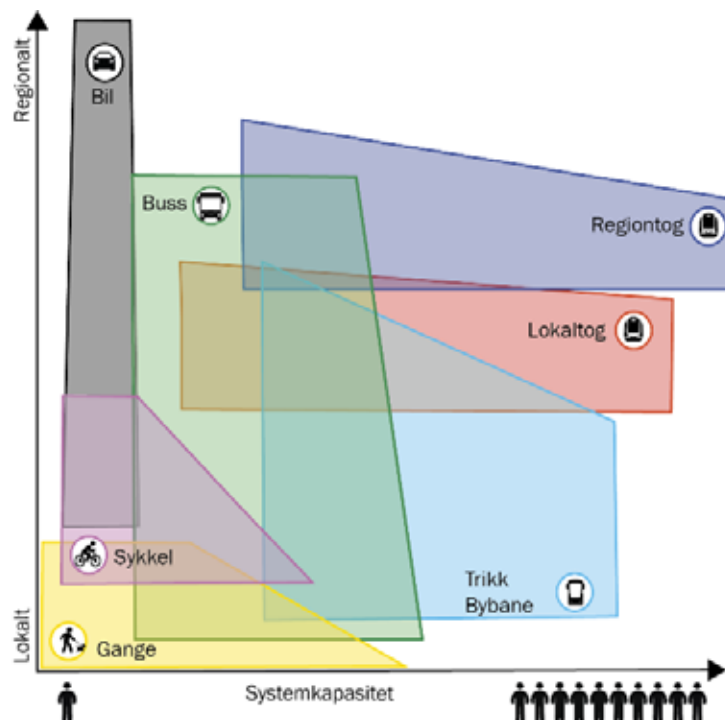 Regionalt
Bil
Buss
Regiontog
Lokaltog
Sykkel
Trikk
Bybane
Lokalt
Gange
Systemkapasitet